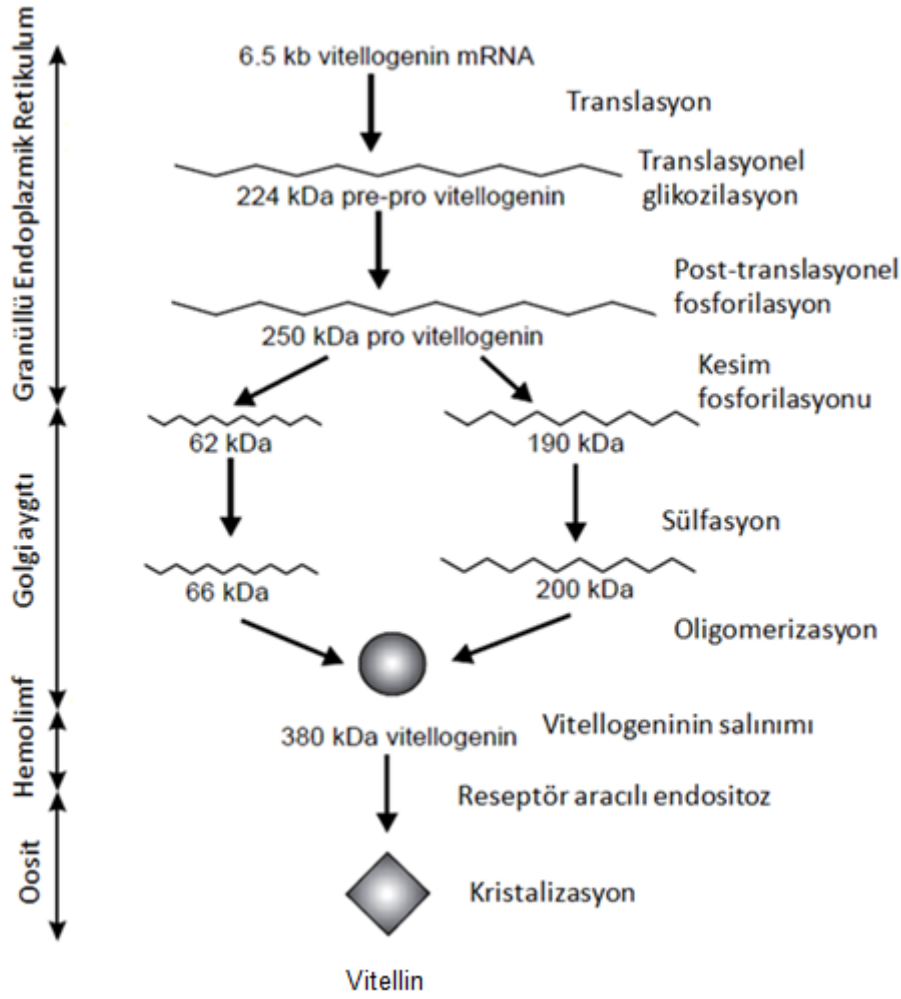 6.5 kb vitellogenin mRNA
Translasyon
Translasyonel
glikozilasyon
224 kDa pre-pro vitellogenin
Post-translasyonel
fosforilasyon
250 kDa pro vitellogenin
Kesim
fosforilasyonu
62 kDa
190 kDa
Sülfasyon
66 kDa
200 kDa
Oligomerizasyon
Vitellogeninin salınımı
380 kDa vitellogenin
Reseptör aracılı endositoz
Kristalizasyon
Vitellin
Granüllü Endoplazmik Retikulum
Golgi aygıtı
Hemolimf
Oosit